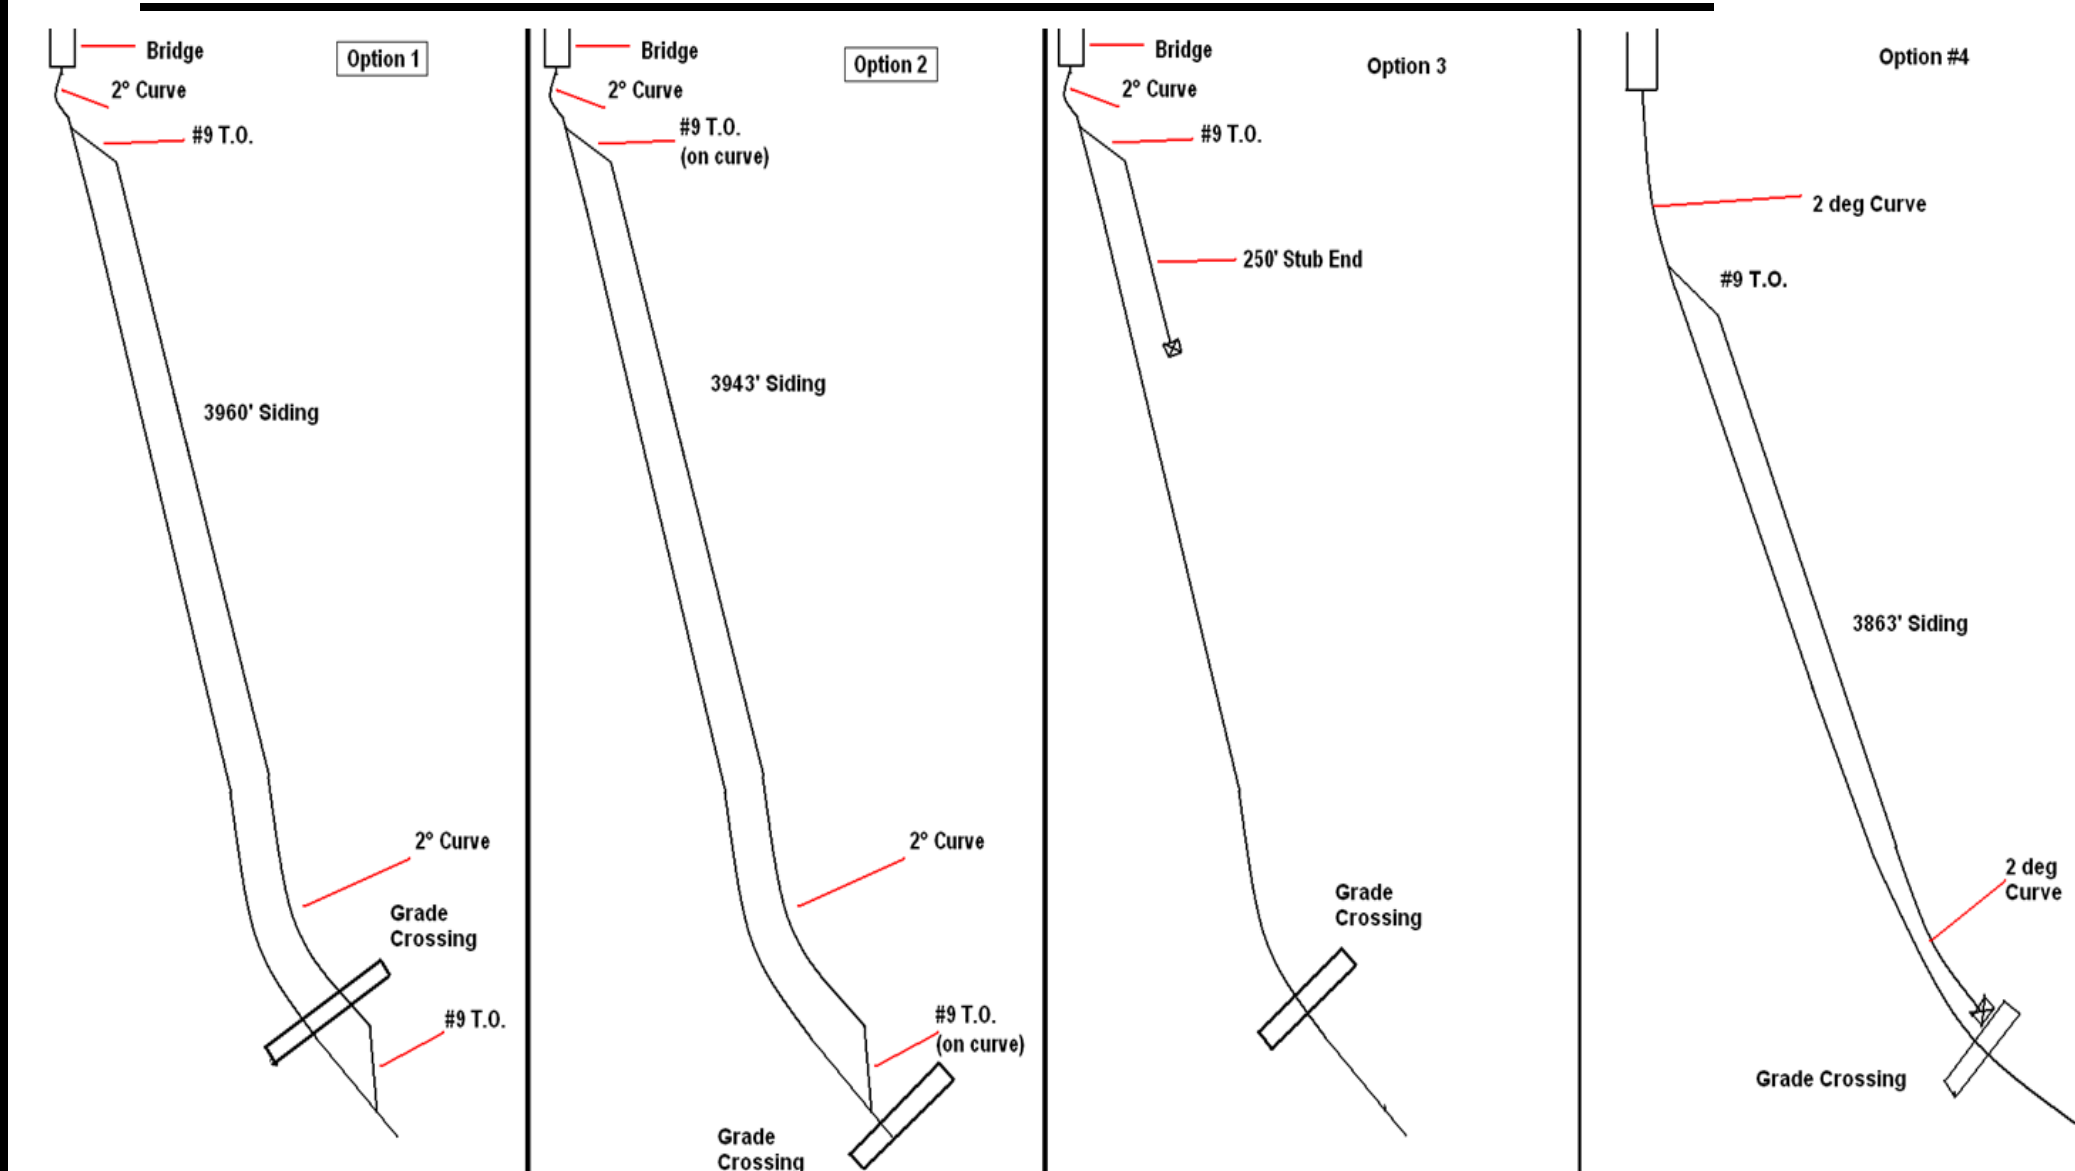 Bridge
Option 1
2° Curve
#9 T.O.
3960' Siding
2° Curve
Grade
Crossing
#9 T.O.
Bridge
Option 2
2° Curve
#9 T.O.
(on curve)
3943' Siding
2° Curve
#9 T.O.
(on curve)
Grade
Crossing
Bridge
Option 3
2° Curve
#9 T.O.
250' Stub End
Grade
Crossing
Option #4
2 deg Curve
#9 T.O.
3863' Siding
2 deg
Curve
Grade Crossing